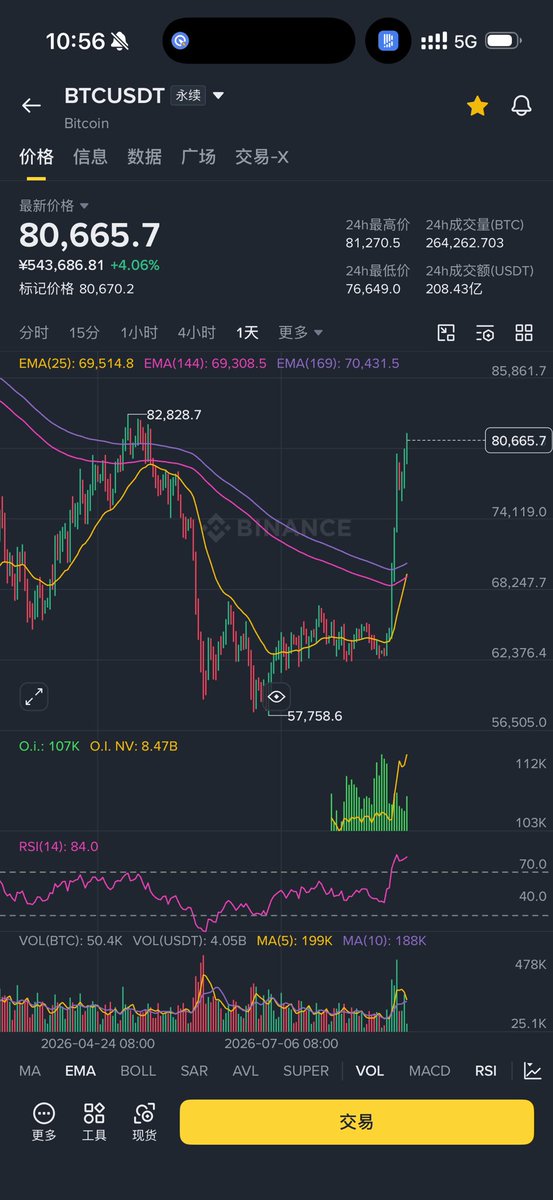 10:56
5G
BTCUSDT 永续
Bitcoin
价格 信息 数据 广场 交易-X
最新价格
80,665.7
¥543,686.81 +4.06%
标记价格 80,670.2
24h最高价 24h成交量(BTC)
81,270.5 264,262.703
24h最低价 24h成交额(USDT)
76,649.0 208.43亿
分时 15分 1小时 4小时 1天 更多
EMA(25): 69,514.8 EMA(144): 69,308.5 EMA(169): 70,431.5
85,861.7
82,828.7
80,665.7
BINANCE
74,119.0
68,247.7
62,376.4
57,758.6
56,505.0
O.i.: 107K O.I. NV: 8.47B
112K
103K
RSI(14): 84.0
70.0
40.0
VOL(BTC): 50.4K VOL(USDT): 4.05B MA(5): 199K MA(10): 188K
478K
25.1K
2026-04-24 08:00 2026-07-06 08:00
MA EMA BOLL SAR AVL SUPER VOL MACD RSI
更多 工具 现货 交易